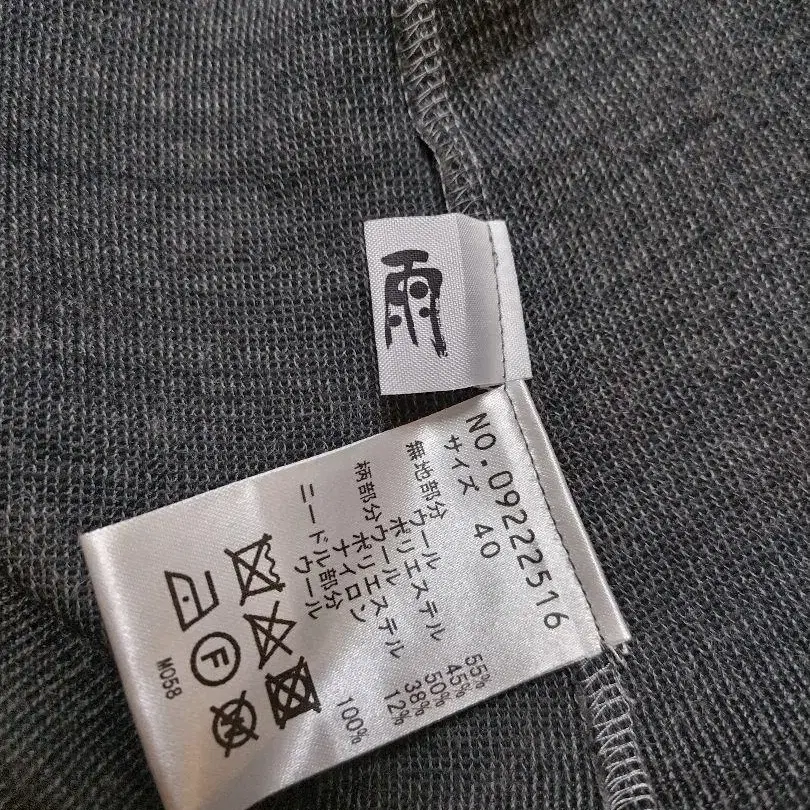 雨
NO.09222516
サイズ 40
無地部分 ウール 55%
ポリエステル 45%
柄部分ウール 50%
ポリエステル 38%
ナイロン 12%
ニードル部分
ウール 100%
F
W
M058